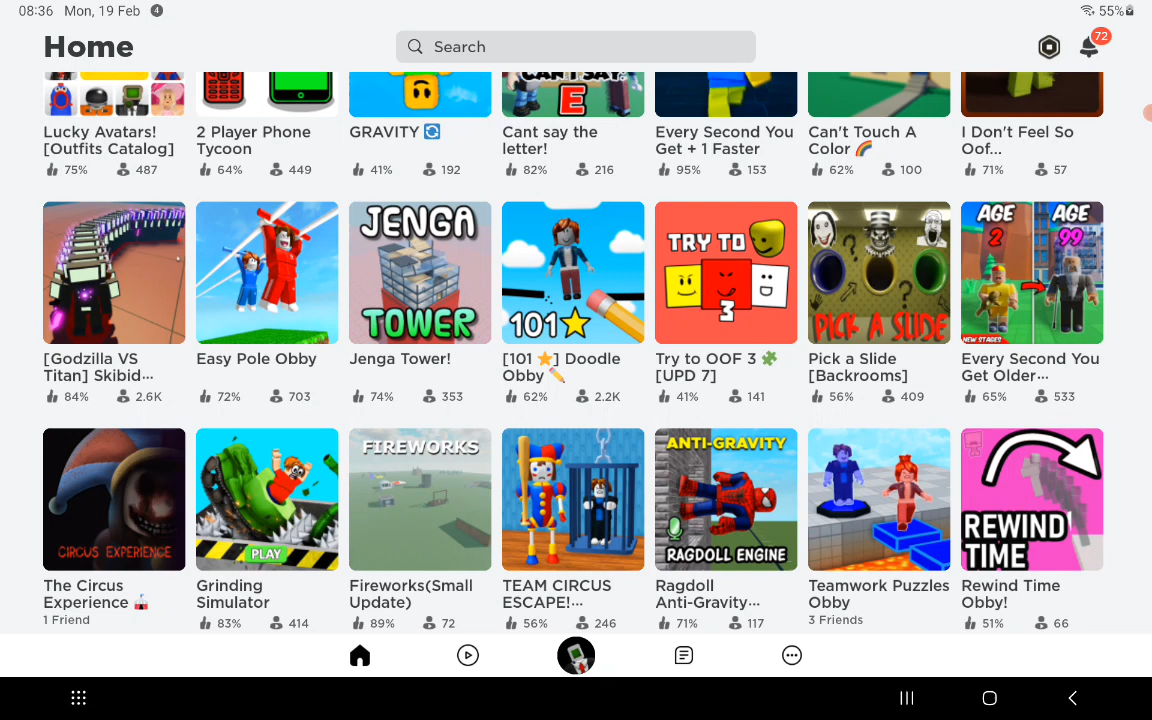 08:36 Mon, 19 Feb 4
55%
Home
Search
72
CAN'T SAY
E
Lucky Avatars! [Outfits Catalog]
75% 487
2 Player Phone Tycoon
64% 449
GRAVITY 🔄
41% 192
Cant say the letter!
82% 216
Every Second You Get + 1 Faster
95% 153
Can't Touch A Color 🌈
62% 100
I Don't Feel So Oof...
71% 57
JENGA
TOWER
101
TRY TO
3
PICK A SLIDE
AGE 2
AGE 99
NEW STAGES
[Godzilla VS Titan] Skibid...
84% 2.6K
Easy Pole Obby
72% 703
Jenga Tower!
74% 353
[101 ⭐] Doodle Obby ✏️
62% 2.2K
Try to OOF 3 🧩 [UPD 7]
41% 141
Pick a Slide [Backrooms]
56% 409
Every Second You Get Older...
65% 533
CIRCUS EXPERIENCE
PLAY
FIREWORKS
ANTI-GRAVITY
RAGDOLL ENGINE
REWIND
TIME
The Circus Experience 🎪
1 Friend
Grinding Simulator
83% 414
Fireworks(Small Update)
89% 72
TEAM CIRCUS ESCAPE!...
56% 246
Ragdoll Anti-Gravity...
71% 117
Teamwork Puzzles Obby
3 Friends
Rewind Time Obby!
51% 66